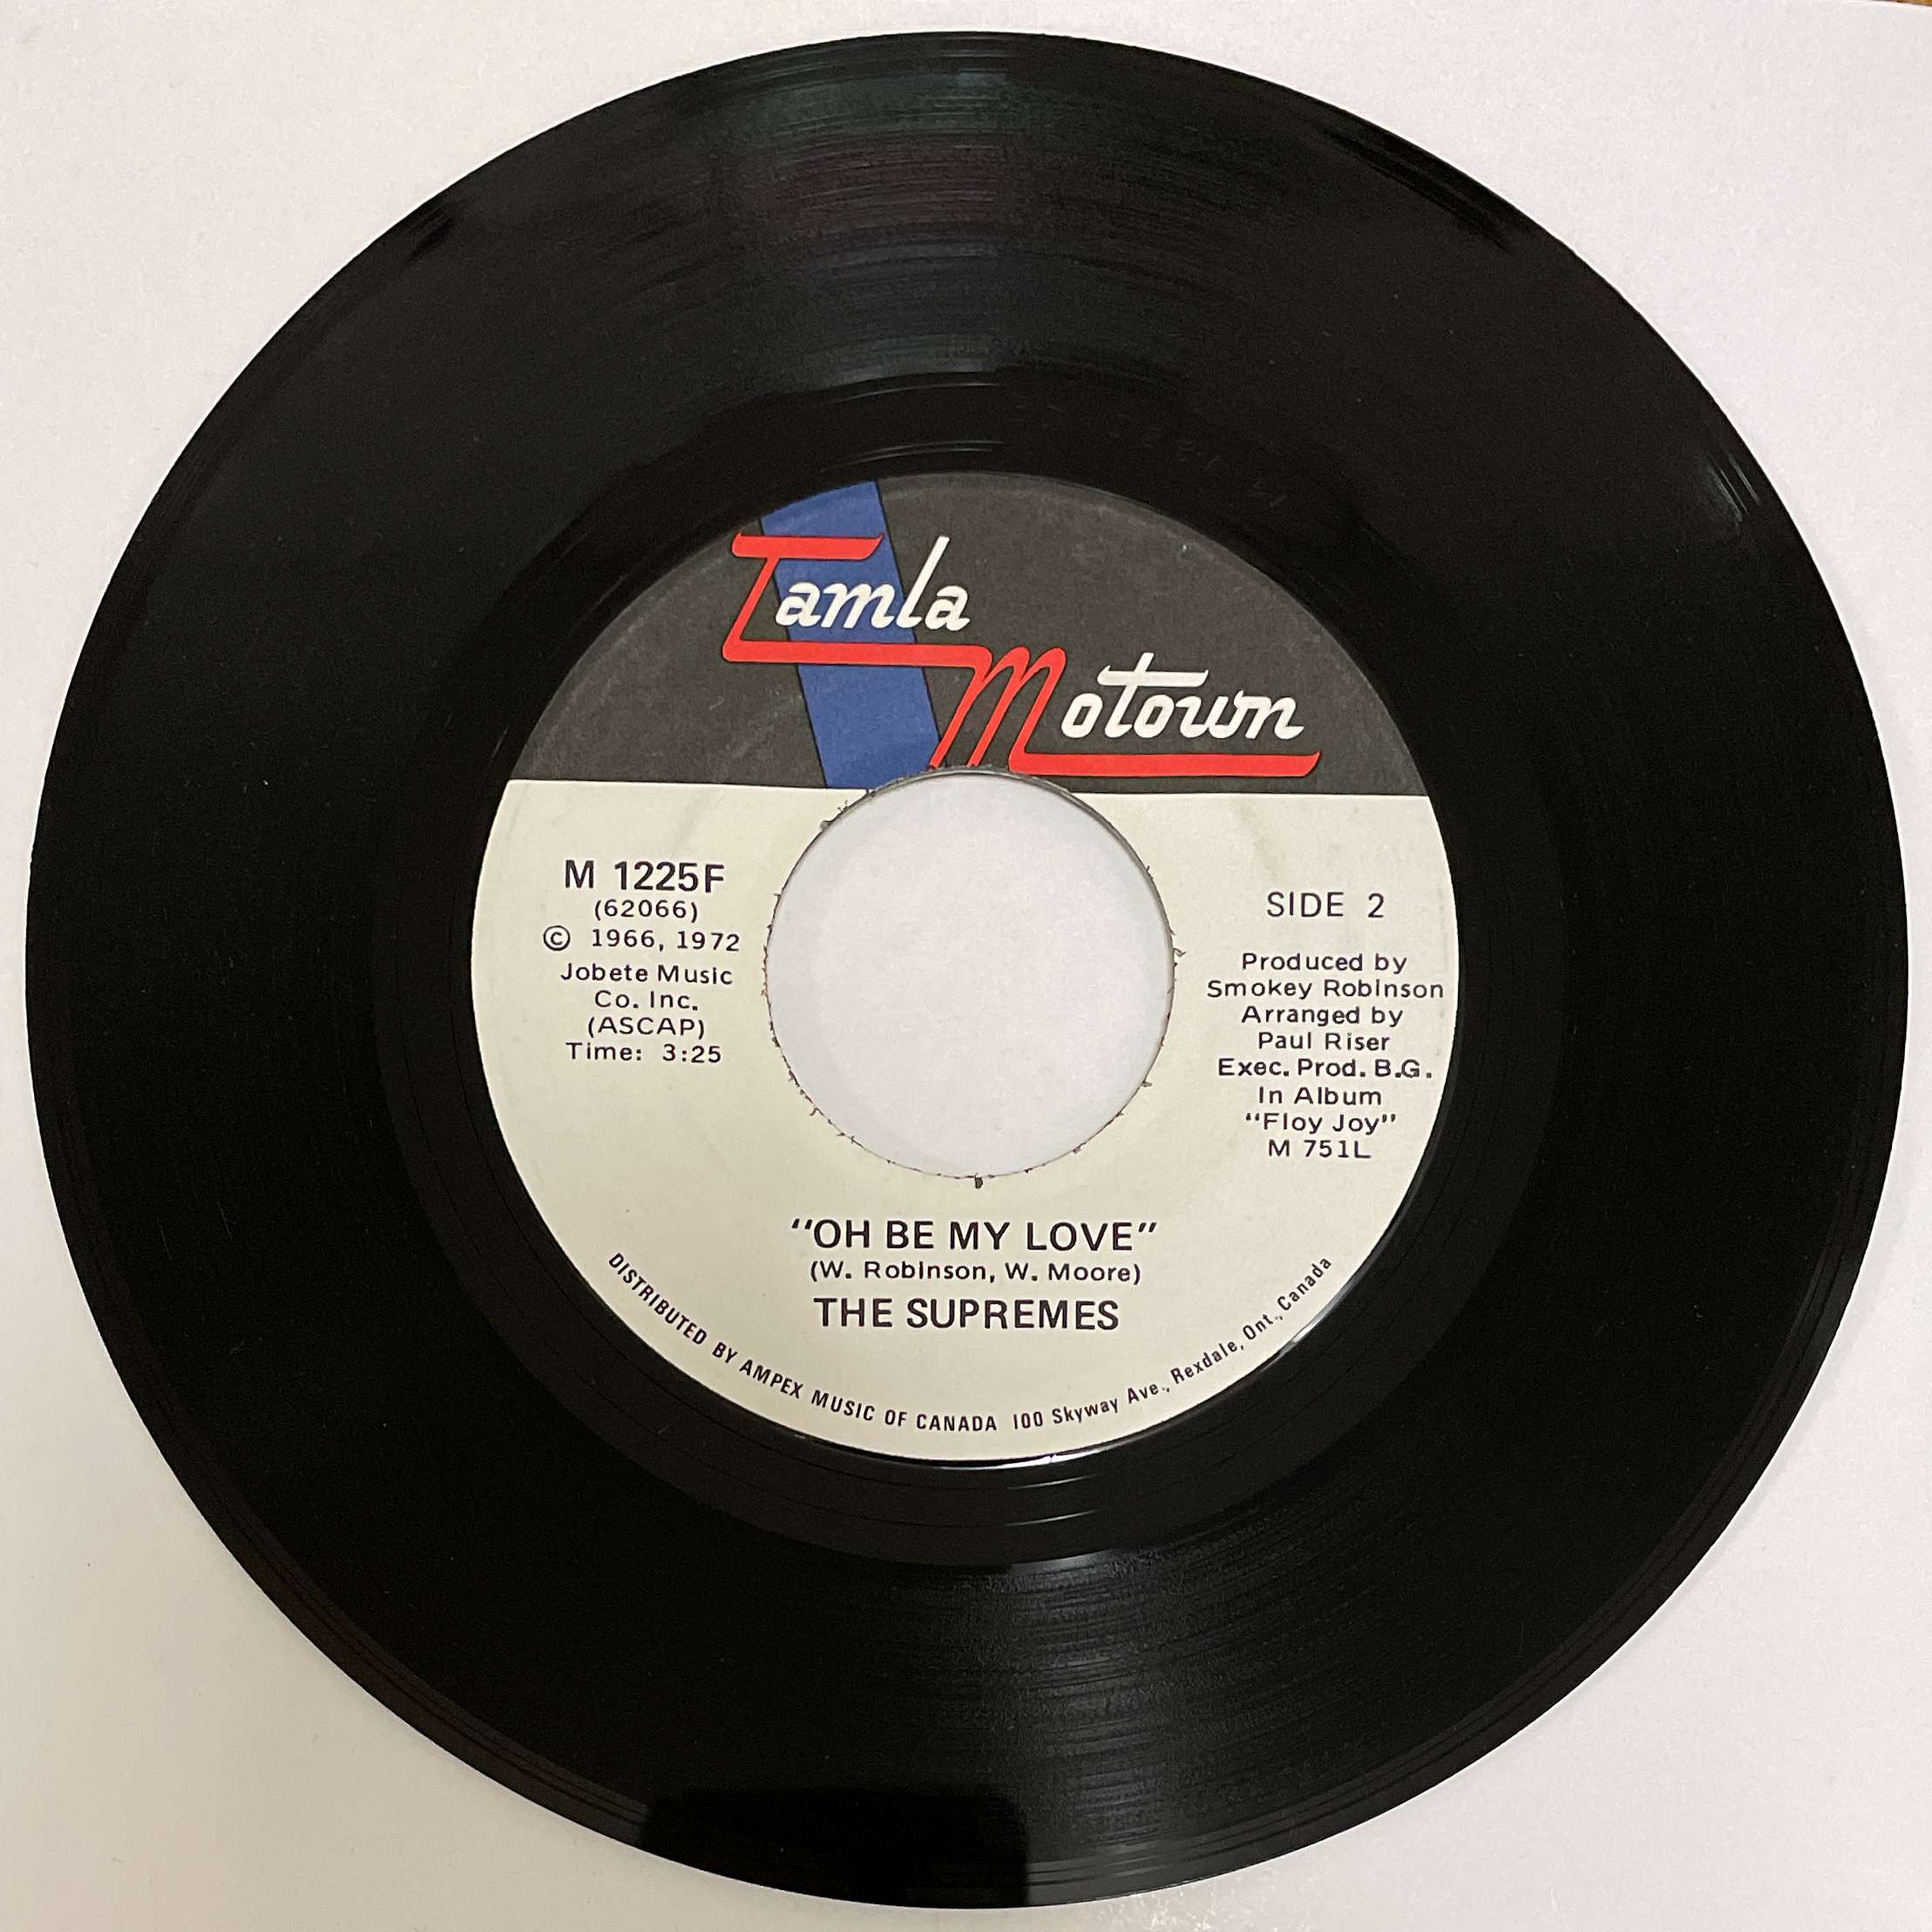 Tamla
Motown
M 1225F
(62066)
© 1966, 1972
Jobete Music
Co. Inc.
(ASCAP)
Time: 3:25
SIDE 2
Produced by
Smokey Robinson
Arranged by
Paul Riser
Exec. Prod. B.G.
In Album
"Floy Joy"
M 751L
"OH BE MY LOVE"
(W. Robinson, W. Moore)
THE SUPREMES
DISTRIBUTED BY AMPEX MUSIC OF CANADA 100 Skyway Ave., Rexdale, Ont., Canada